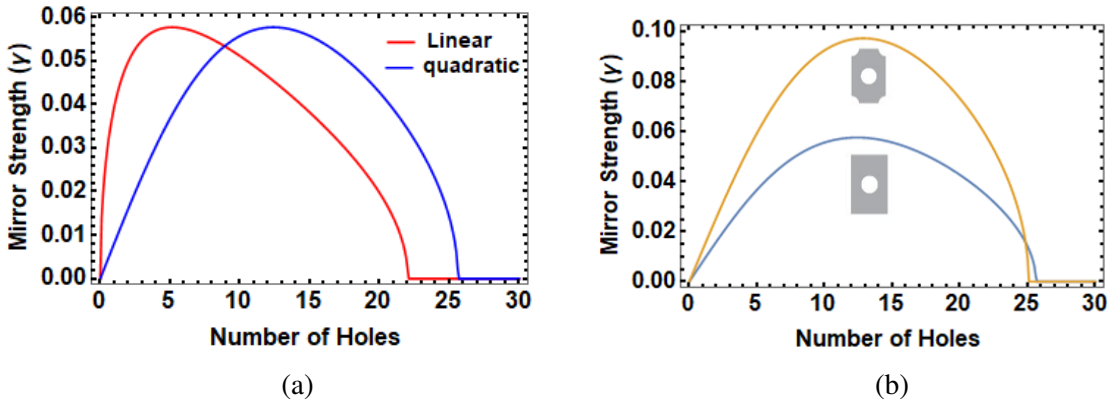 0.06
0.05
0.04
0.03
0.02
0.01
0.00
Mirror Strength (γ)
Linear
quadratic
0 5 10 15 20 25 30
Number of Holes
(a)
0.10
0.08
0.06
0.04
0.02
0.00
Mirror Strength (γ)
0 5 10 15 20 25 30
Number of Holes
(b)